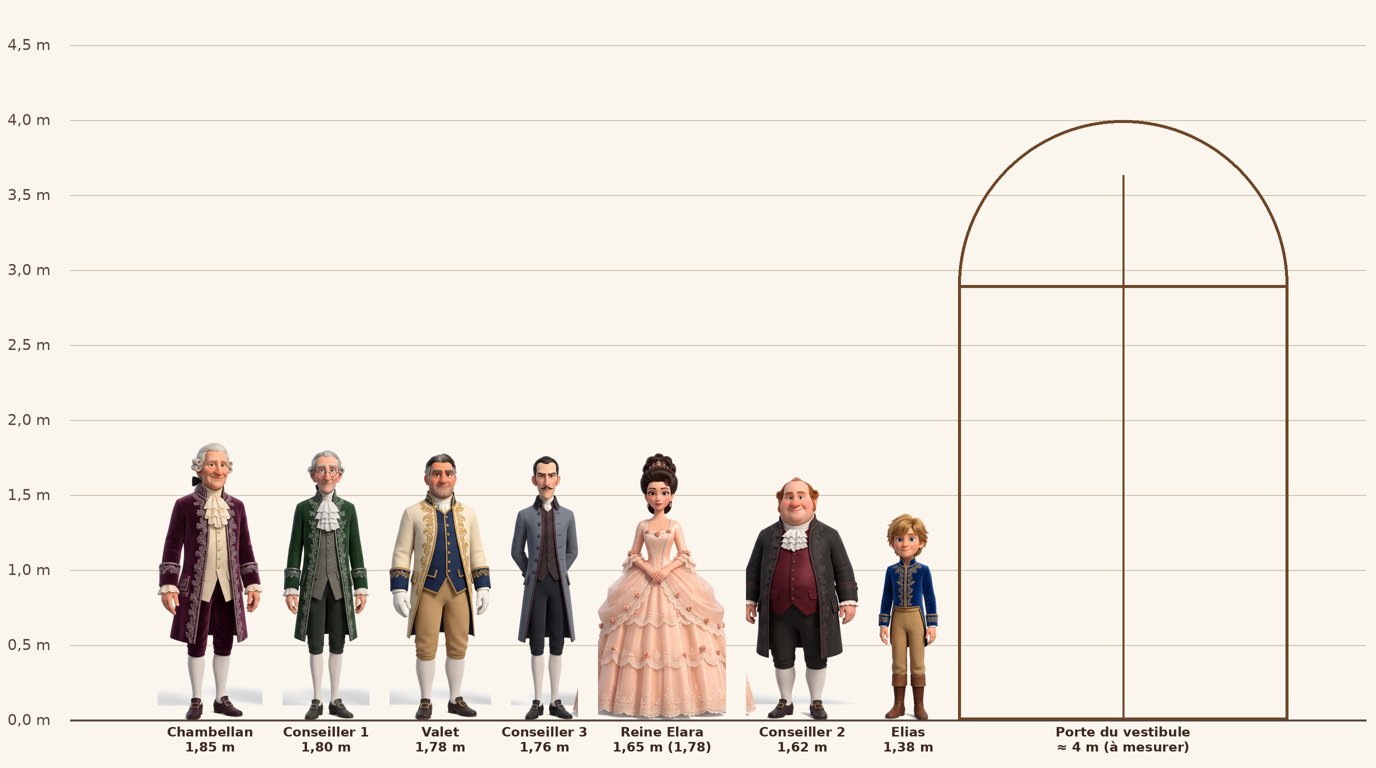 4,5 m
4,0 m
3,5 m
3,0 m
2,5 m
2,0 m
1,5 m
1,0 m
0,5 m
0,0 m
Chambellan
1,85 m
Conseiller 1
1,80 m
Valet
1,78 m
Conseiller 3
1,76 m
Reine Elara
1,65 m (1,78)
Conseiller 2
1,62 m
Elias
1,38 m
Porte du vestibule
≈ 4 m (à mesurer)